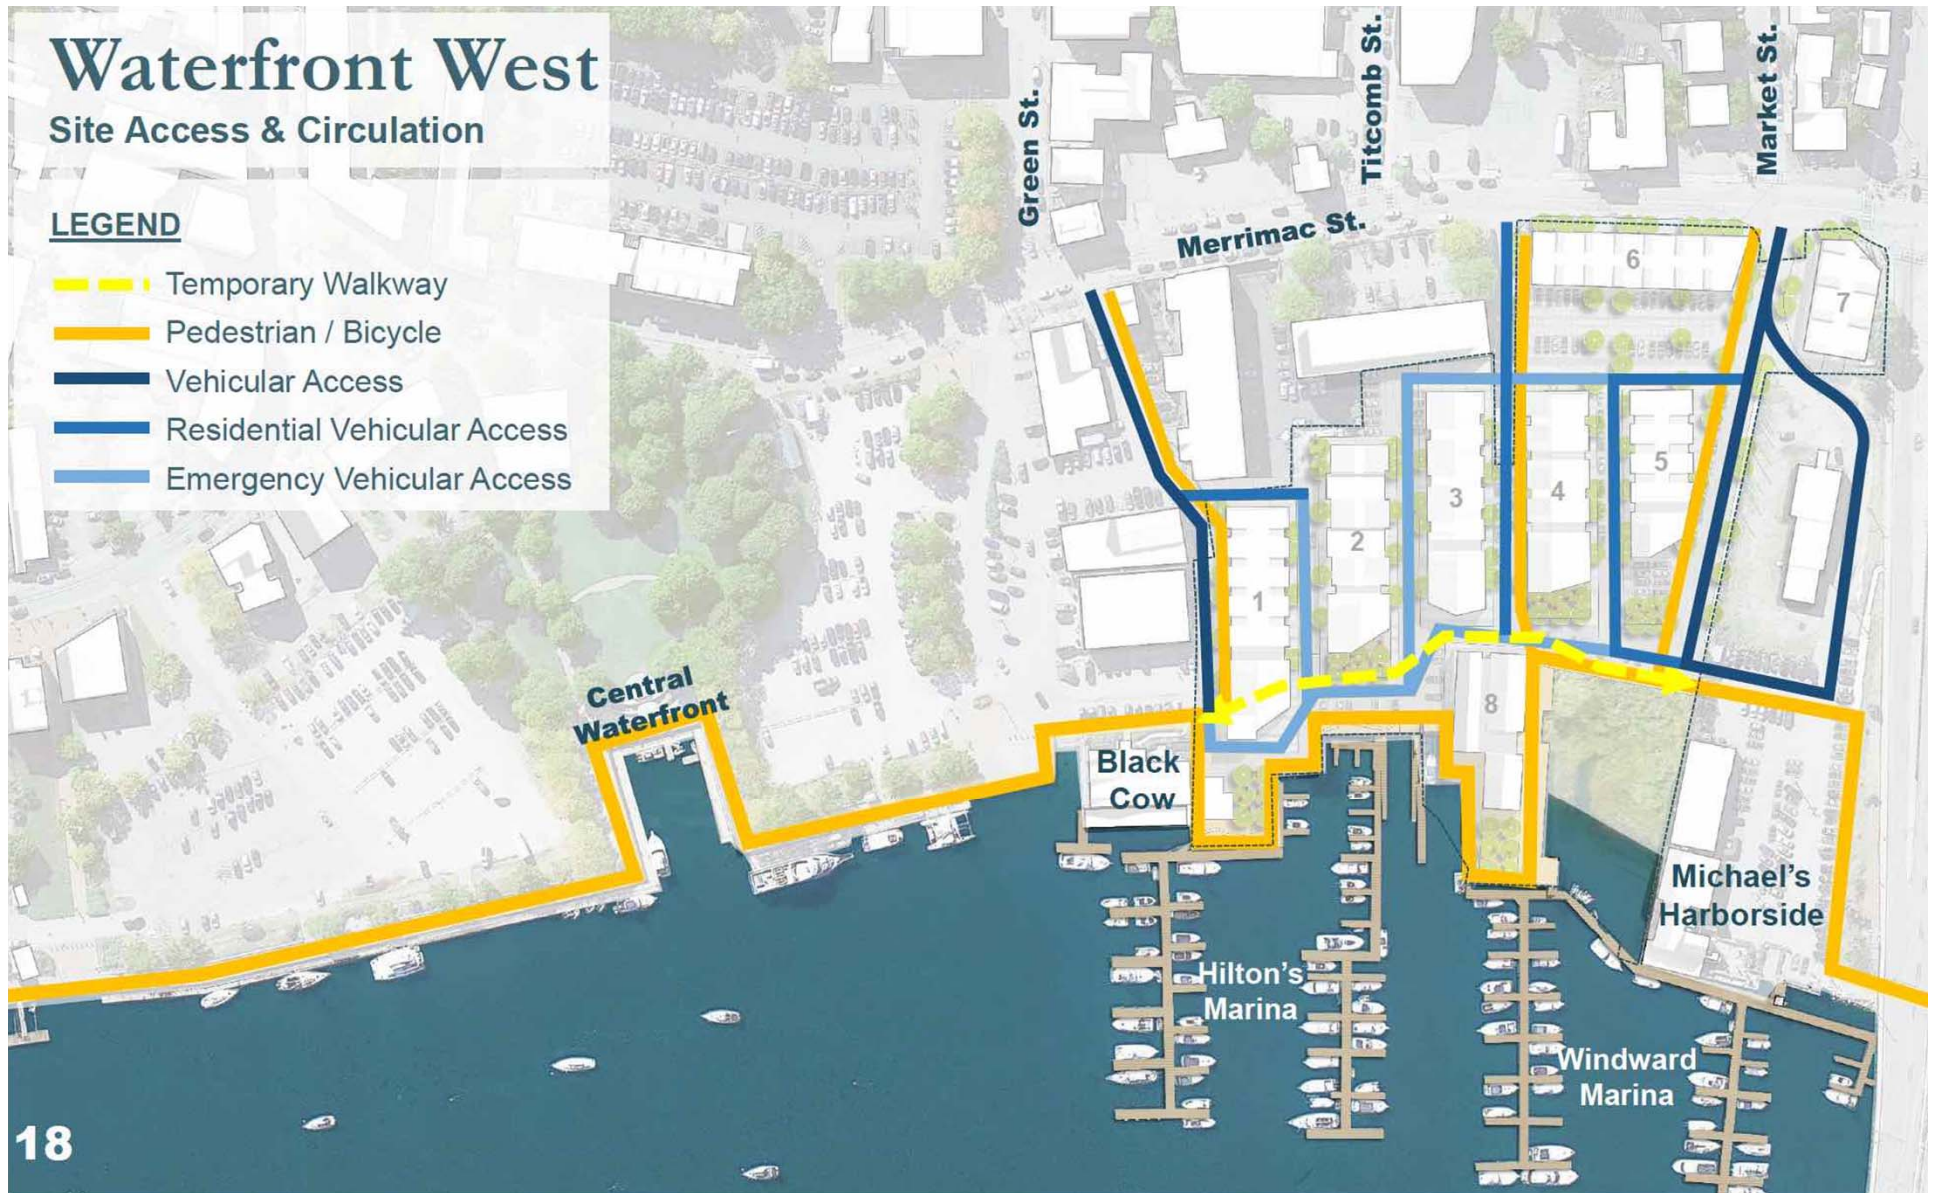 Waterfront West
Site Access & Circulation
LEGEND
Temporary Walkway
Pedestrian / Bicycle
Vehicular Access
Residential Vehicular Access
Emergency Vehicular Access
Green St.
Titcomb St.
Market St.
Merrimac St.
6
7
5
3
4
2
1
8
Central
Waterfront
Black
Cow
Michael's
Harborside
Hilton's
Marina
Windward
Marina
18